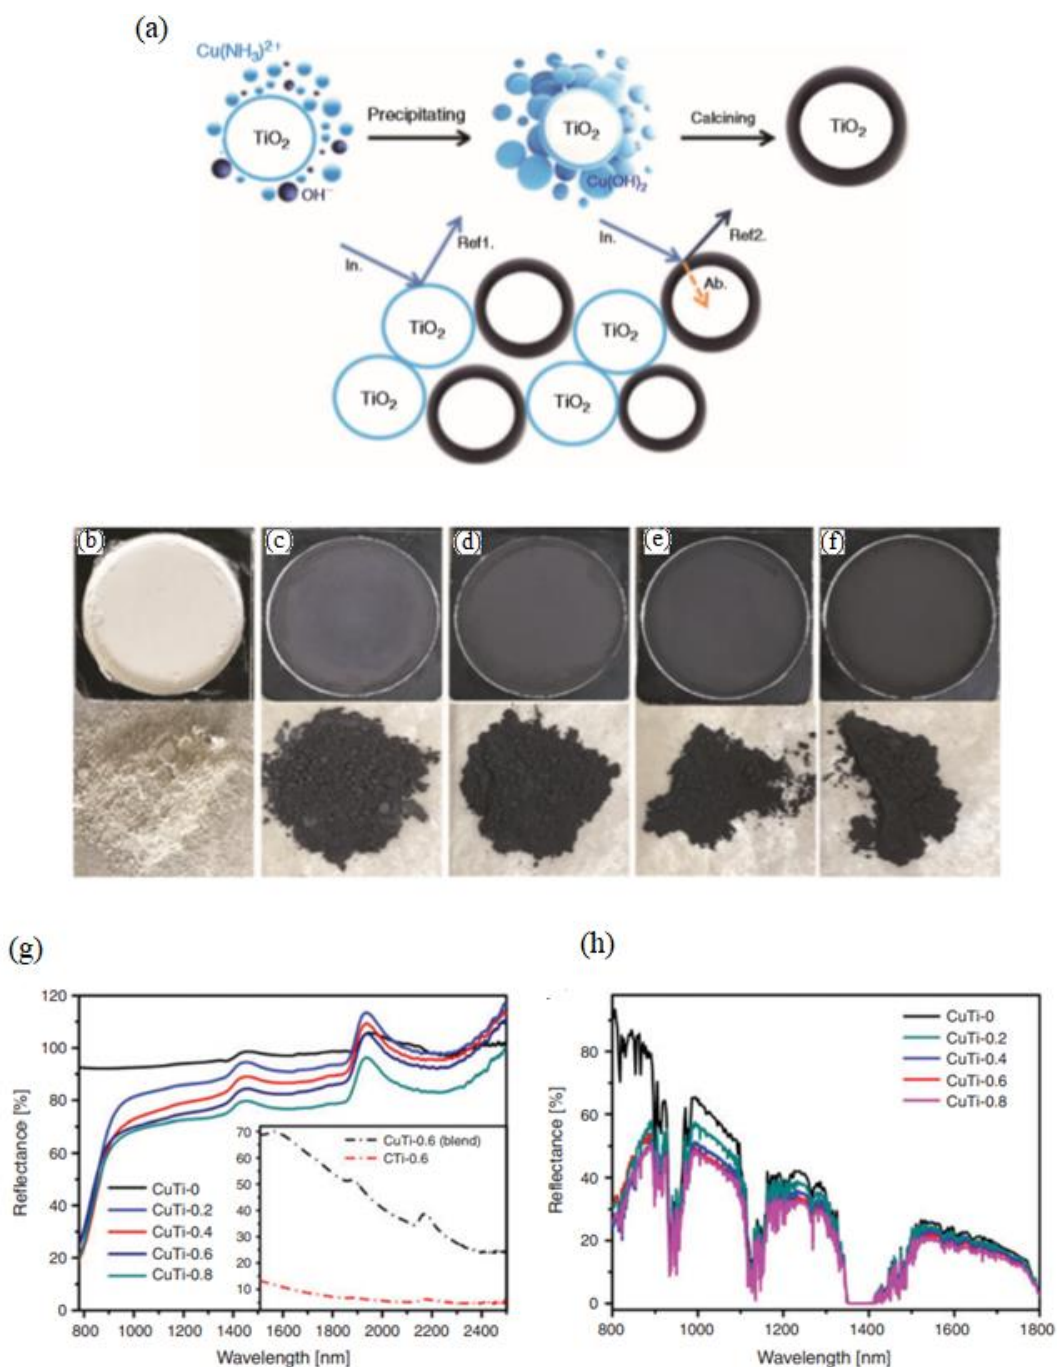 (a)
Cu(NH₃)²⁺
TiO₂
OH⁻
Precipitating
TiO₂
Cu(OH)₂
Calcining
TiO₂
In.
Ref1.
In.
Ref2.
Ab.
TiO₂
TiO₂
TiO₂
TiO₂
(b)
(c)
(d)
(e)
(f)
(g)
Reflectance [%]
120
100
80
60
40
20
0
CuTi-0
CuTi-0.2
CuTi-0.4
CuTi-0.6
CuTi-0.8
70
60
50
40
30
20
10
CuTi-0.6 (blend)
CTi-0.6
800 1000 1200 1400 1600 1800 2000 2200 2400
Wavelength [nm]
(h)
Reflectance [%]
80
60
40
20
0
CuTi-0
CuTi-0.2
CuTi-0.4
CuTi-0.6
CuTi-0.8
800 1000 1200 1400 1600 1800
Wavelength [nm]